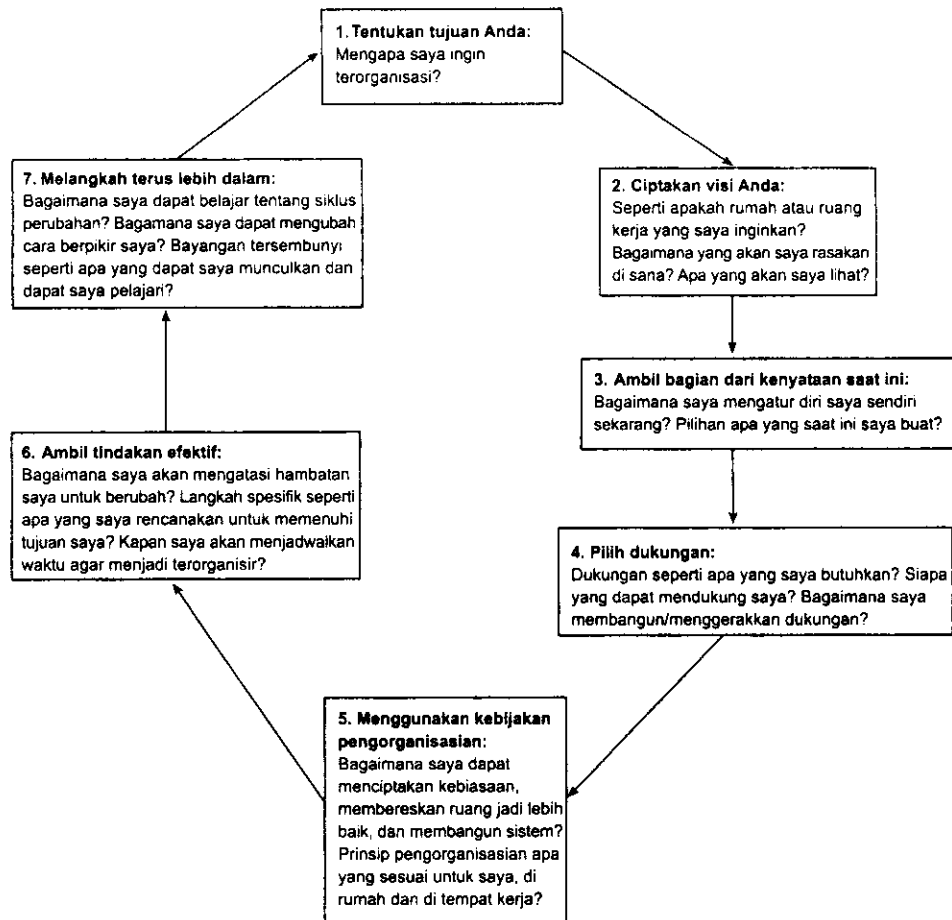 1. Tentukan tujuan Anda:
Mengapa saya ingin
terorganisasi?
2. Ciptakan visi Anda:
Seperti apakah rumah atau ruang
kerja yang saya inginkan?
Bagaimana yang akan saya rasakan
di sana? Apa yang akan saya lihat?
3. Ambil bagian dari kenyataan saat ini:
Bagaimana saya mengatur diri saya sendiri
sekarang? Pilihan apa yang saat ini saya buat?
4. Pilih dukungan:
Dukungan seperti apa yang saya butuhkan? Siapa
yang dapat mendukung saya? Bagaimana saya
membangun/menggerakkan dukungan?
5. Menggunakan kebijakan
pengorganisasian:
Bagaimana saya dapat
menciptakan kebiasaan,
membereskan ruang jadi lebih
baik, dan membangun sistem?
Prinsip pengorganisasian apa
yang sesuai untuk saya, di
rumah dan di tempat kerja?
6. Ambil tindakan efektif:
Bagaimana saya akan mengatasi hambatan
saya untuk berubah? Langkah spesifik seperti
apa yang saya rencanakan untuk memenuhi
tujuan saya? Kapan saya akan menjadwalkan
waktu agar menjadi terorganisir?
7. Melangkah terus lebih dalam:
Bagaimana saya dapat belajar tentang siklus
perubahan? Bagamana saya dapat mengubah
cara berpikir saya? Bayangan tersembunyi
seperti apa yang dapat saya munculkan dan
dapat saya pelajari?